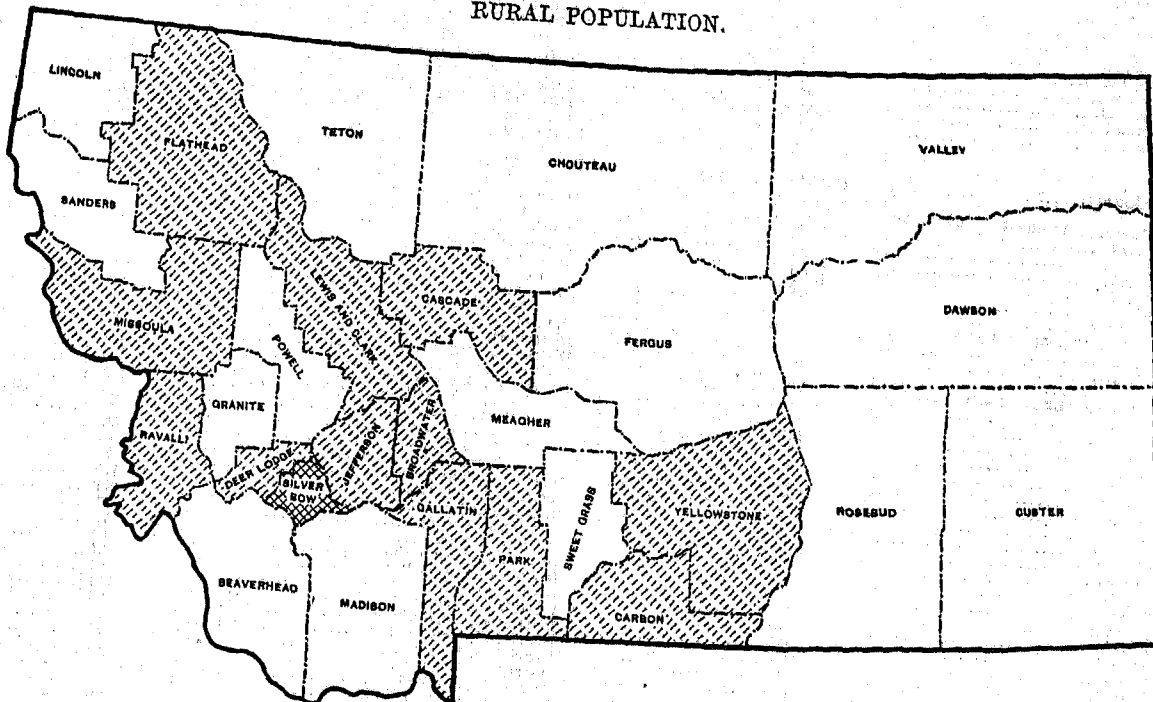 RURAL POPULATION.
LINCOLN
FLATHEAD
TETON
CHOUTEAU
VALLEY
SANDERS
MISSOULA
POWELL
LEWIS AND CLARK
CASCADE
FERGUS
DAWSON
GRANITE
MEAGHER
RAVALLI
DEER LODGE
SILVER
BOW
JEFFERSON
BROADWATER
GALLATIN
PARK
SWEET GRASS
YELLOWSTONE
ROSEBUD
CUSTER
BEAVERHEAD
MADISON
CARBON